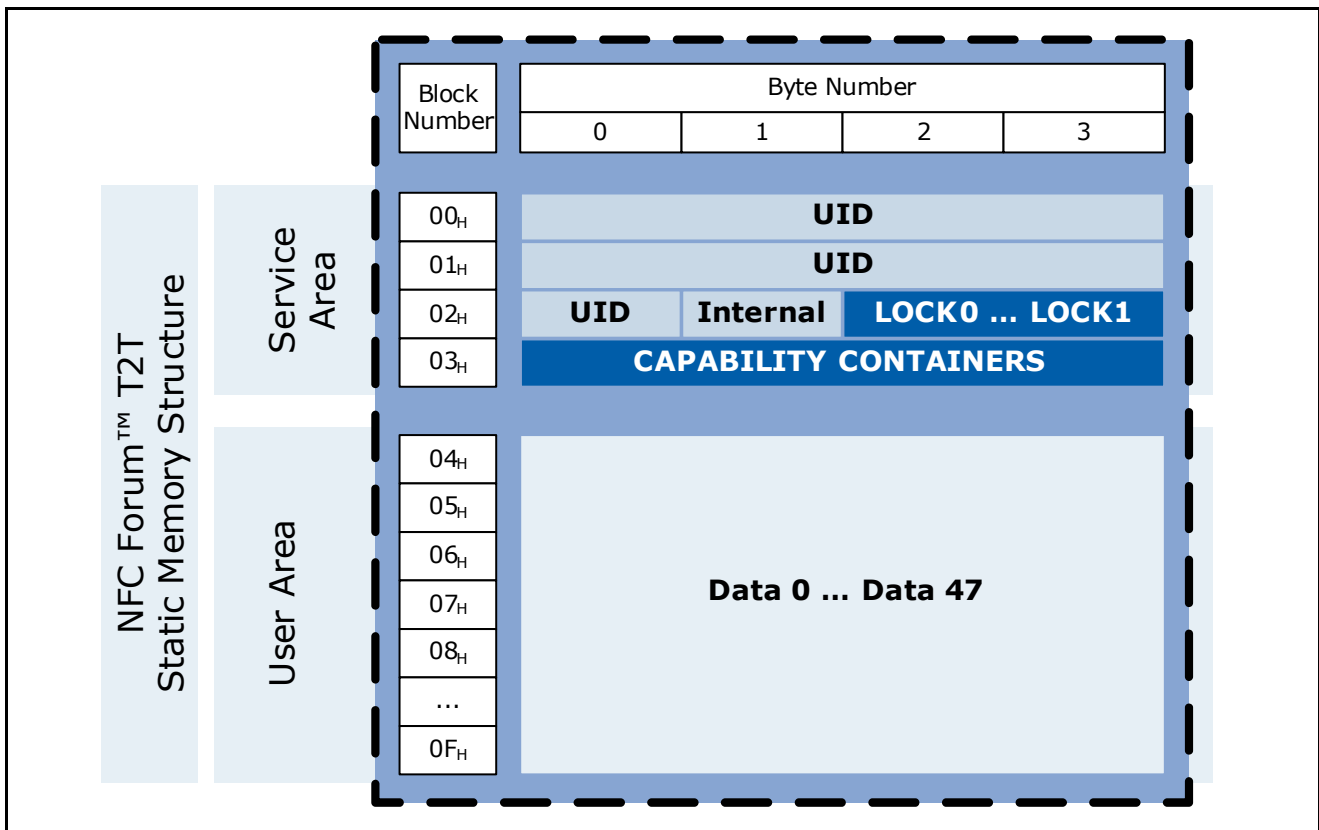 Block
Number
Byte Number
0 1 2 3
NFC Forum™ T2T
Static Memory Structure
Service
Area
00H UID
01H UID
02H UID Internal LOCK0 ... LOCK1
03H CAPABILITY CONTAINERS
User Area
04H
05H
06H
07H
08H
...
0FH
Data 0 ... Data 47